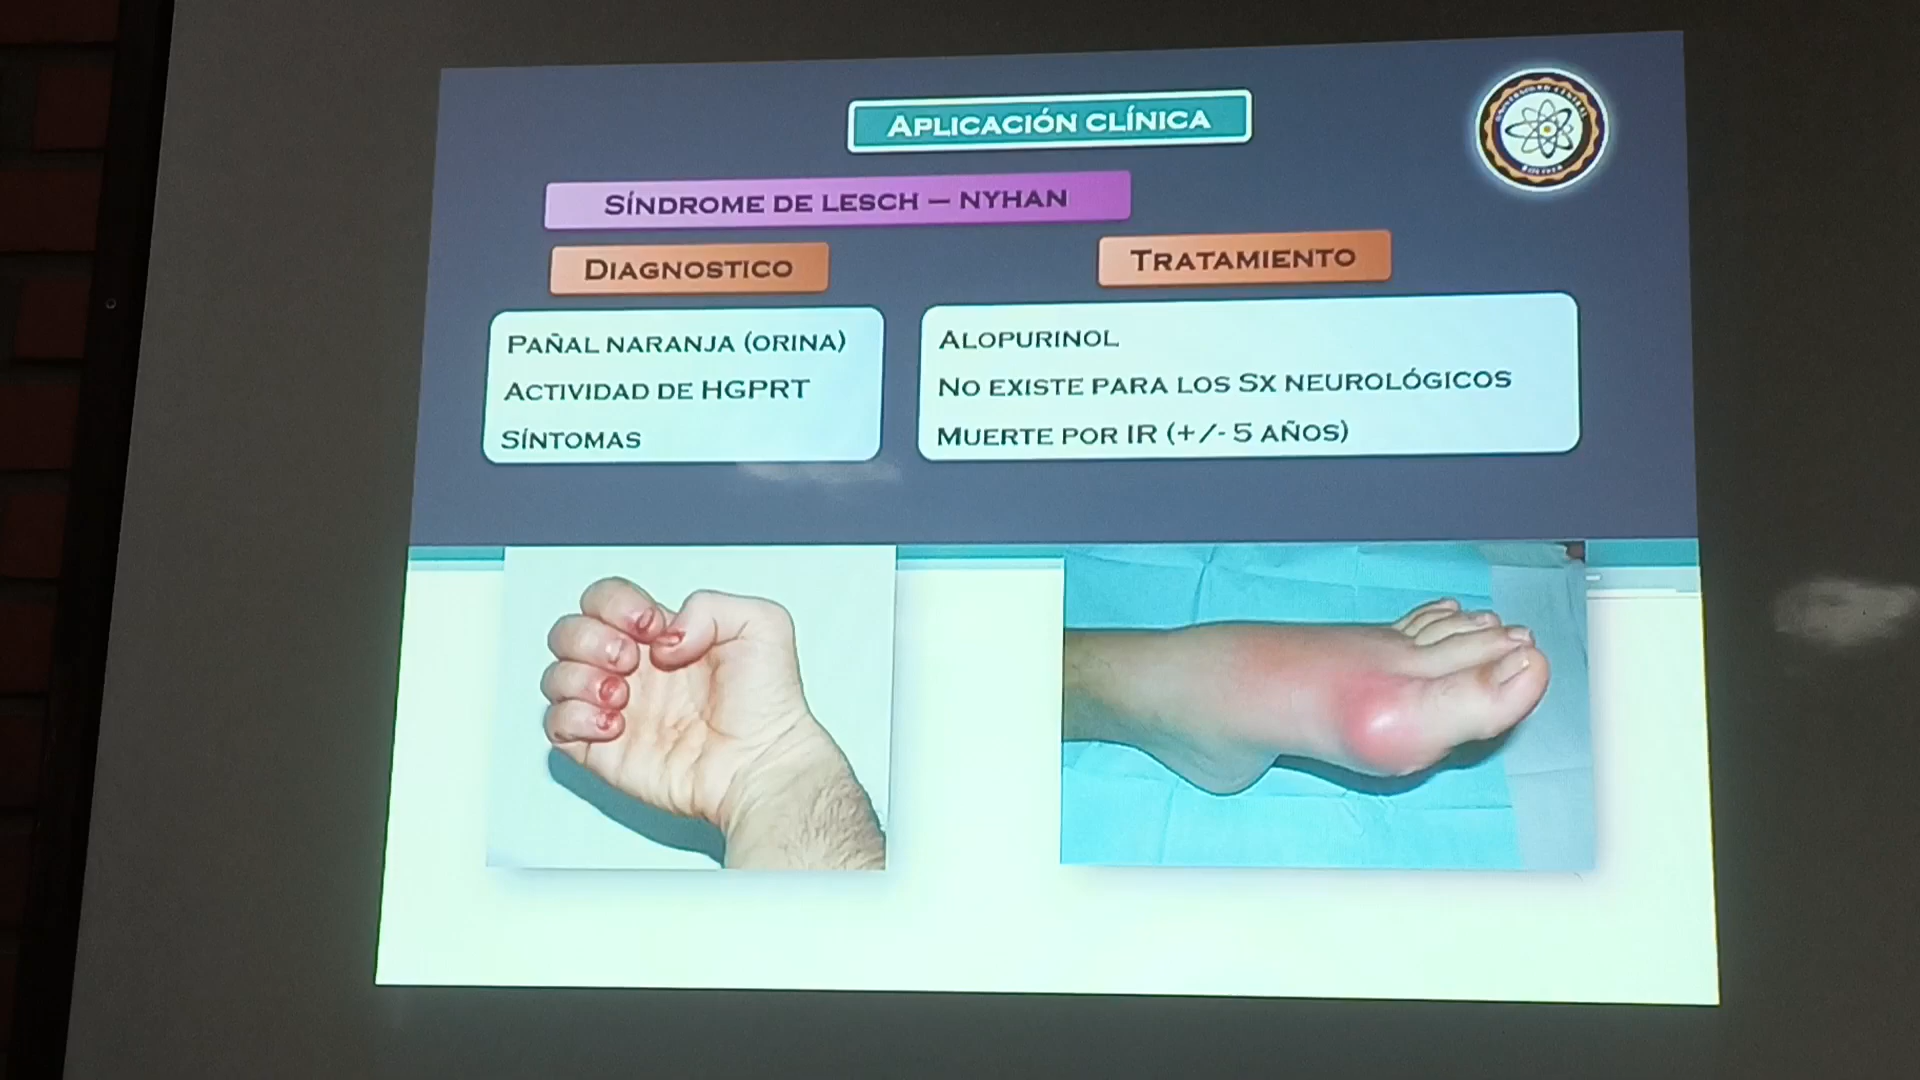 APLICACIÓN CLÍNICA
SÍNDROME DE LESCH – NYHAN
DIAGNOSTICO
TRATAMIENTO
PAÑAL NARANJA (ORINA)
ACTIVIDAD DE HGPRT
SÍNTOMAS
ALOPURINOL
NO EXISTE PARA LOS SX NEUROLÓGICOS
MUERTE POR IR (+/- 5 AÑOS)